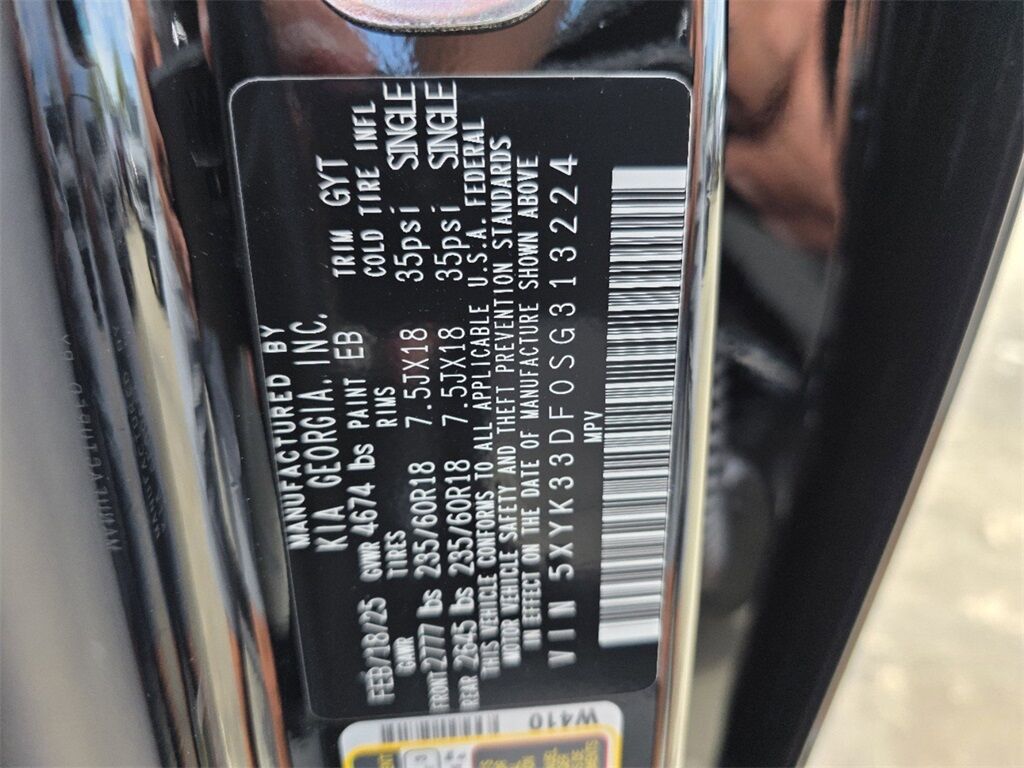 MANUFACTURED BY
KIA GEORGIA, INC.
FEB/18/25 GVWR 4674 lbs PAINT EB TRIM GYT
GAWR TIRES RIMS COLD TIRE INFL
FRONT 2777 lbs 235/60R18 7.5JX18 35psi SINGLE
REAR 2645 lbs 235/60R18 7.5JX18 35psi SINGLE
THIS VEHICLE CONFORMS TO ALL APPLICABLE U.S.A. FEDERAL
MOTOR VEHICLE SAFETY AND THEFT PREVENTION STANDARDS
IN EFFECT ON THE DATE OF MANUFACTURE SHOWN ABOVE
VIN 5XYK33DF0SG313224
MPV
W410